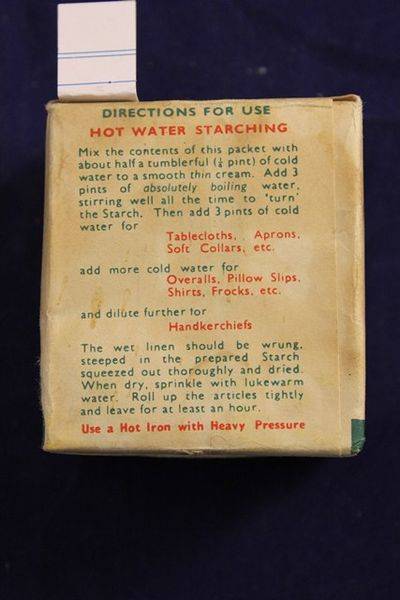 DIRECTIONS FOR USE
HOT WATER STARCHING
Mix the contents of this packet with
about half a tumblerful (¼ pint) of cold
water to a smooth thin cream. Add 3
pints of absolutely boiling water,
stirring well all the time to 'turn'
the Starch. Then add 3 pints of cold
water for
Tablecloths, Aprons,
Soft Collars, etc.
add more cold water for
Overalls, Pillow Slips,
Shirts, Frocks, etc.
and dilute further for
Handkerchiefs
The wet linen should be wrung,
steeped in the prepared Starch
squeezed out thoroughly and dried.
When dry, sprinkle with lukewarm
water. Roll up the articles tightly
and leave for at least an hour.
Use a Hot Iron with Heavy Pressure